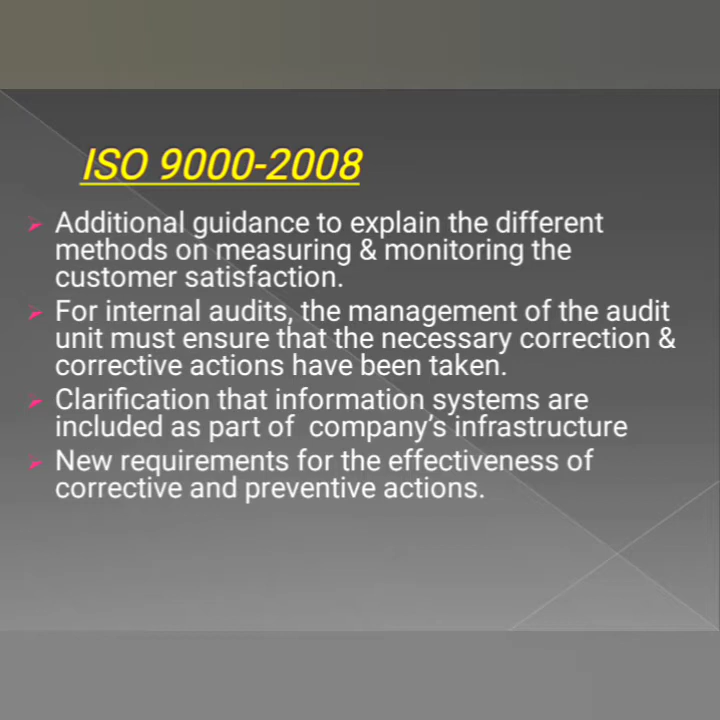 ISO 9000-2008
Additional guidance to explain the different
methods on measuring & monitoring the
customer satisfaction.
For internal audits, the management of the audit
unit must ensure that the necessary correction &
corrective actions have been taken.
Clarification that information systems are
included as part of  company’s infrastructure
New requirements for the effectiveness of
corrective and preventive actions.